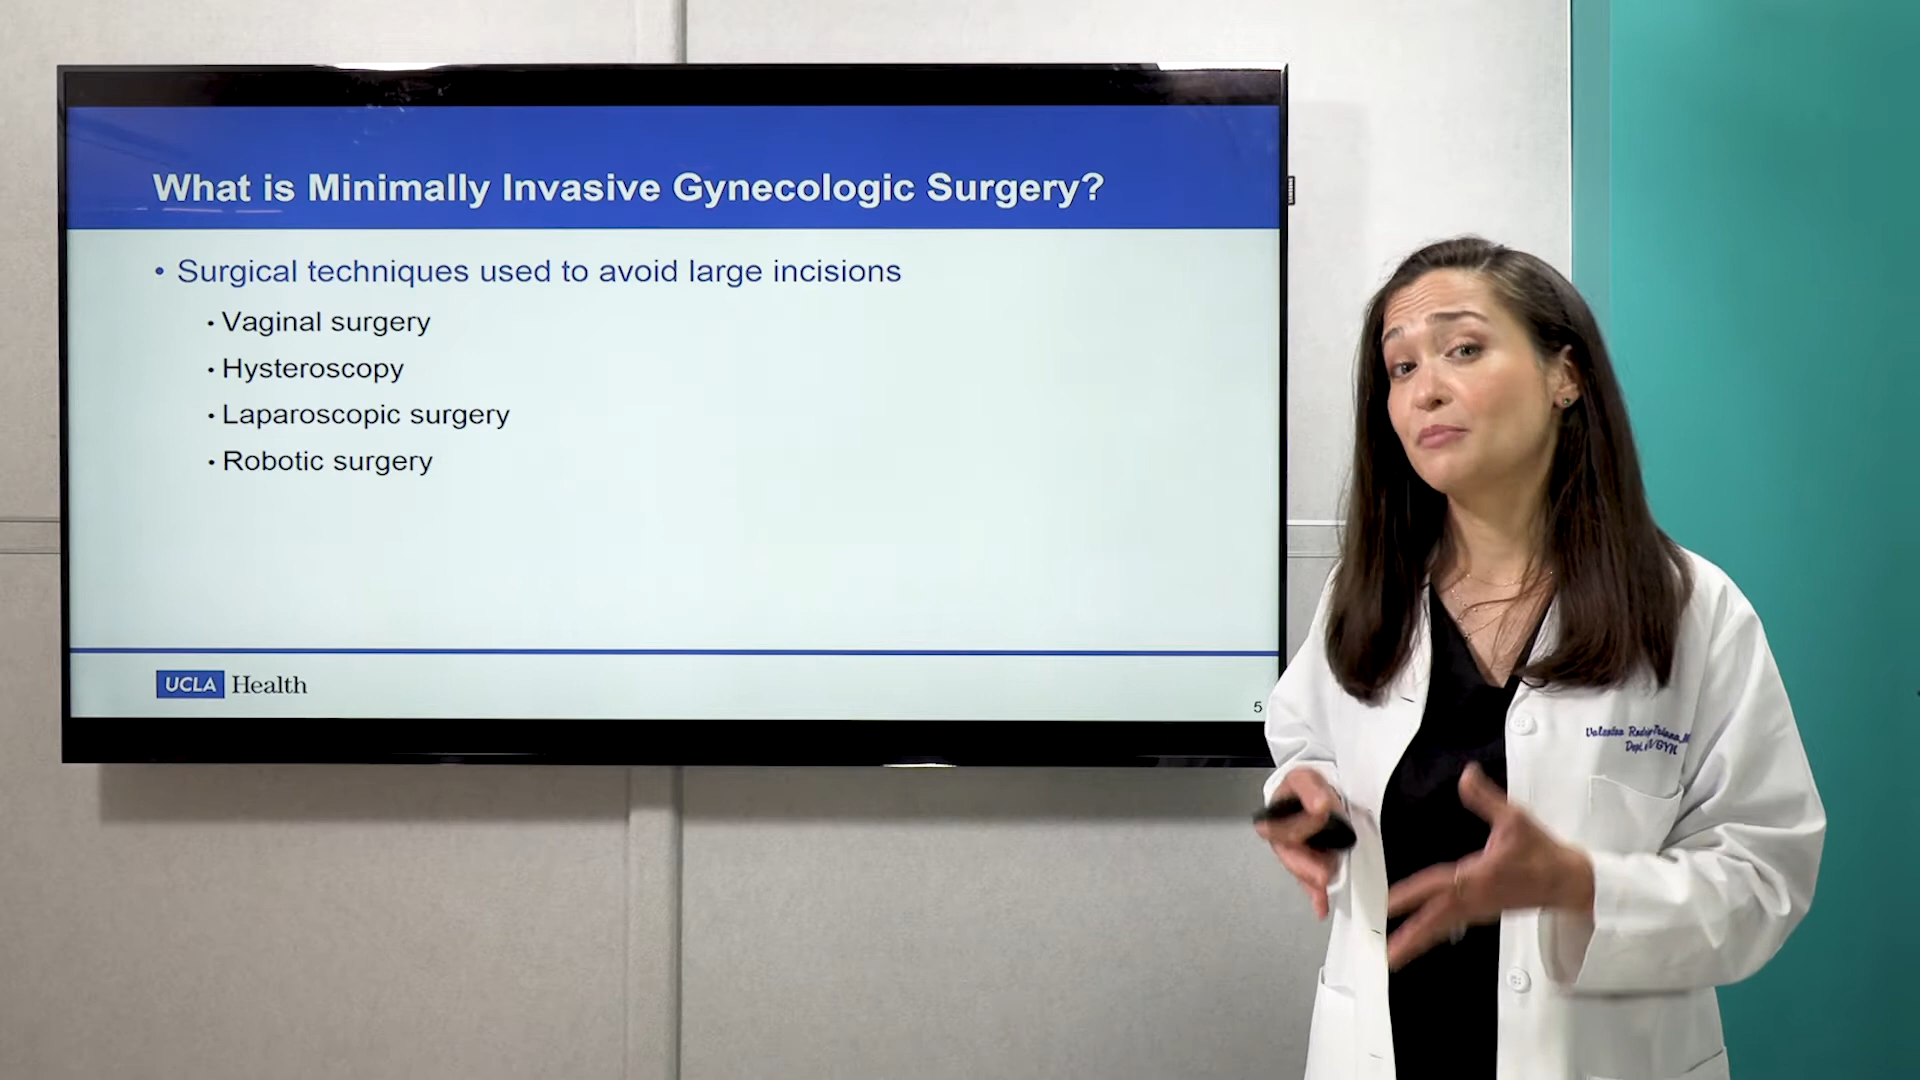 What is Minimally Invasive Gynecologic Surgery?
• Surgical techniques used to avoid large incisions
• Vaginal surgery
• Hysteroscopy
• Laparoscopic surgery
• Robotic surgery
UCLA Health
5
Dept